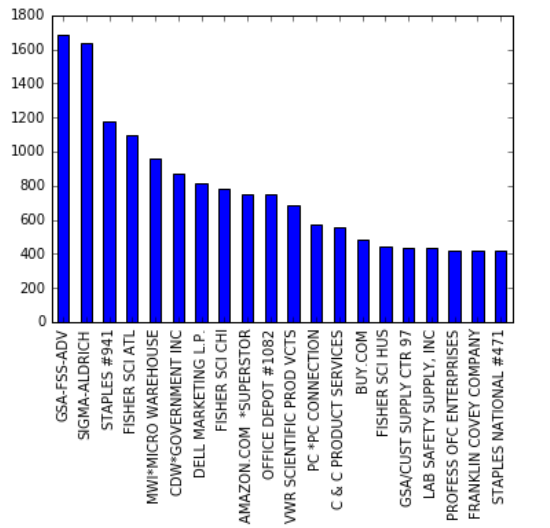 1800
1600
1400
1200
1000
800
600
400
200
0
GSA-FSS-ADV
SIGMA-ALDRICH
STAPLES #941
FISHER SCI ATL
MWI*MICRO WAREHOUSE
CDW*GOVERNMENT INC
DELL MARKETING L.P.
FISHER SCI CHI
AMAZON.COM *SUPERSTOR
OFFICE DEPOT #1082
VWR SCIENTIFIC PROD VCTS
PC *PC CONNECTION
C & C PRODUCT SERVICES
BUY.COM
FISHER SCI HUS
GSA/CUST SUPPLY CTR 97
LAB SAFETY SUPPLY, INC
PROFESS OFC ENTERPRISES
FRANKLIN COVEY COMPANY
STAPLES NATIONAL #471